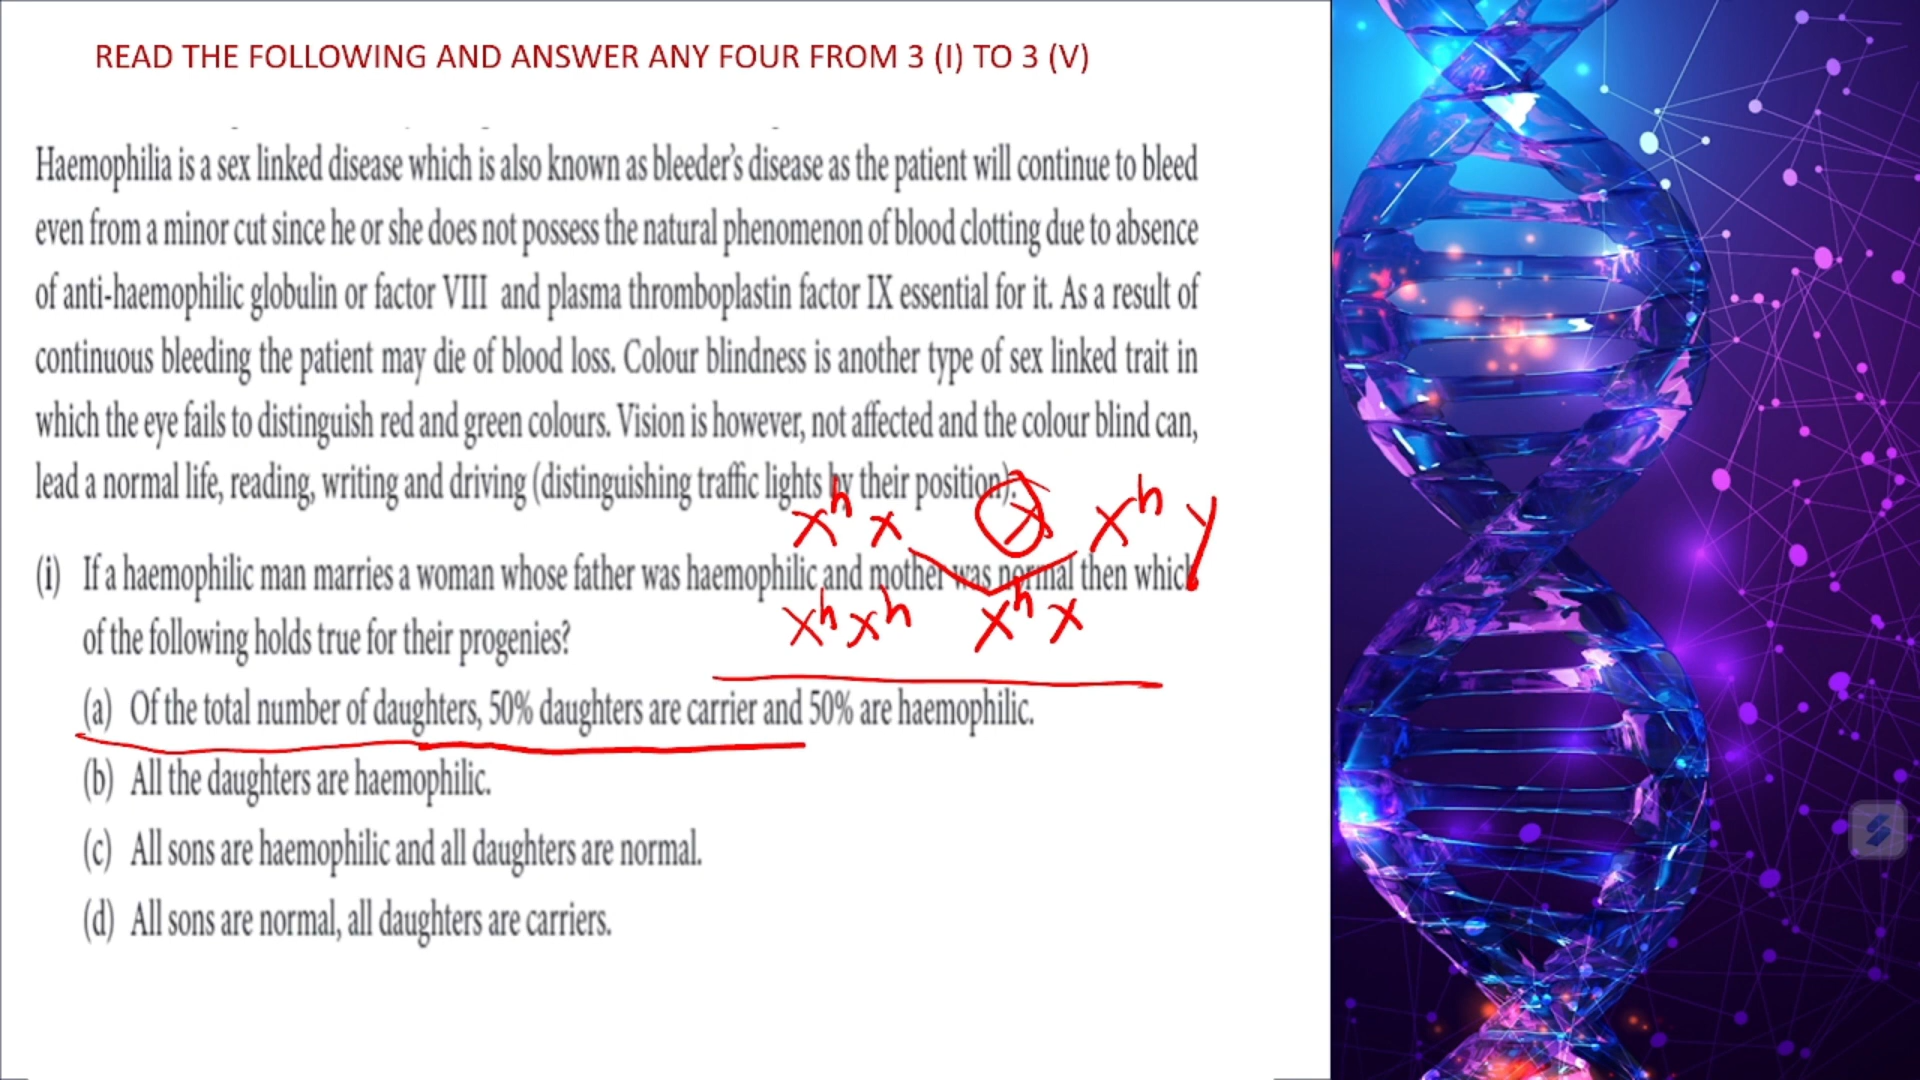 READ THE FOLLOWING AND ANSWER ANY FOUR FROM 3 (I) TO 3 (V)
Haemophilia is a sex linked disease which is also known as bleeder's disease as the patient will continue to bleed
even from a minor cut since he or she does not possess the natural phenomenon of blood clotting due to absence
of anti-haemophilic globulin or factor VIII and plasma thromboplastin factor IX essential for it. As a result of
continuous bleeding the patient may die of blood loss. Colour blindness is another type of sex linked trait in
which the eye fails to distinguish red and green colours. Vision is however, not affected and the colour blind can,
lead a normal life, reading, writing and driving (distinguishing traffic lights by their position).
Xʰ X X Xʰ Y
(i) If a haemophilic man marries a woman whose father was haemophilic and mother was normal then which
Xʰ Xʰ Xʰ X
of the following holds true for their progenies?
(a) Of the total number of daughters, 50% daughters are carrier and 50% are haemophilic.
(b) All the daughters are haemophilic.
(c) All sons are haemophilic and all daughters are normal.
(d) All sons are normal, all daughters are carriers.